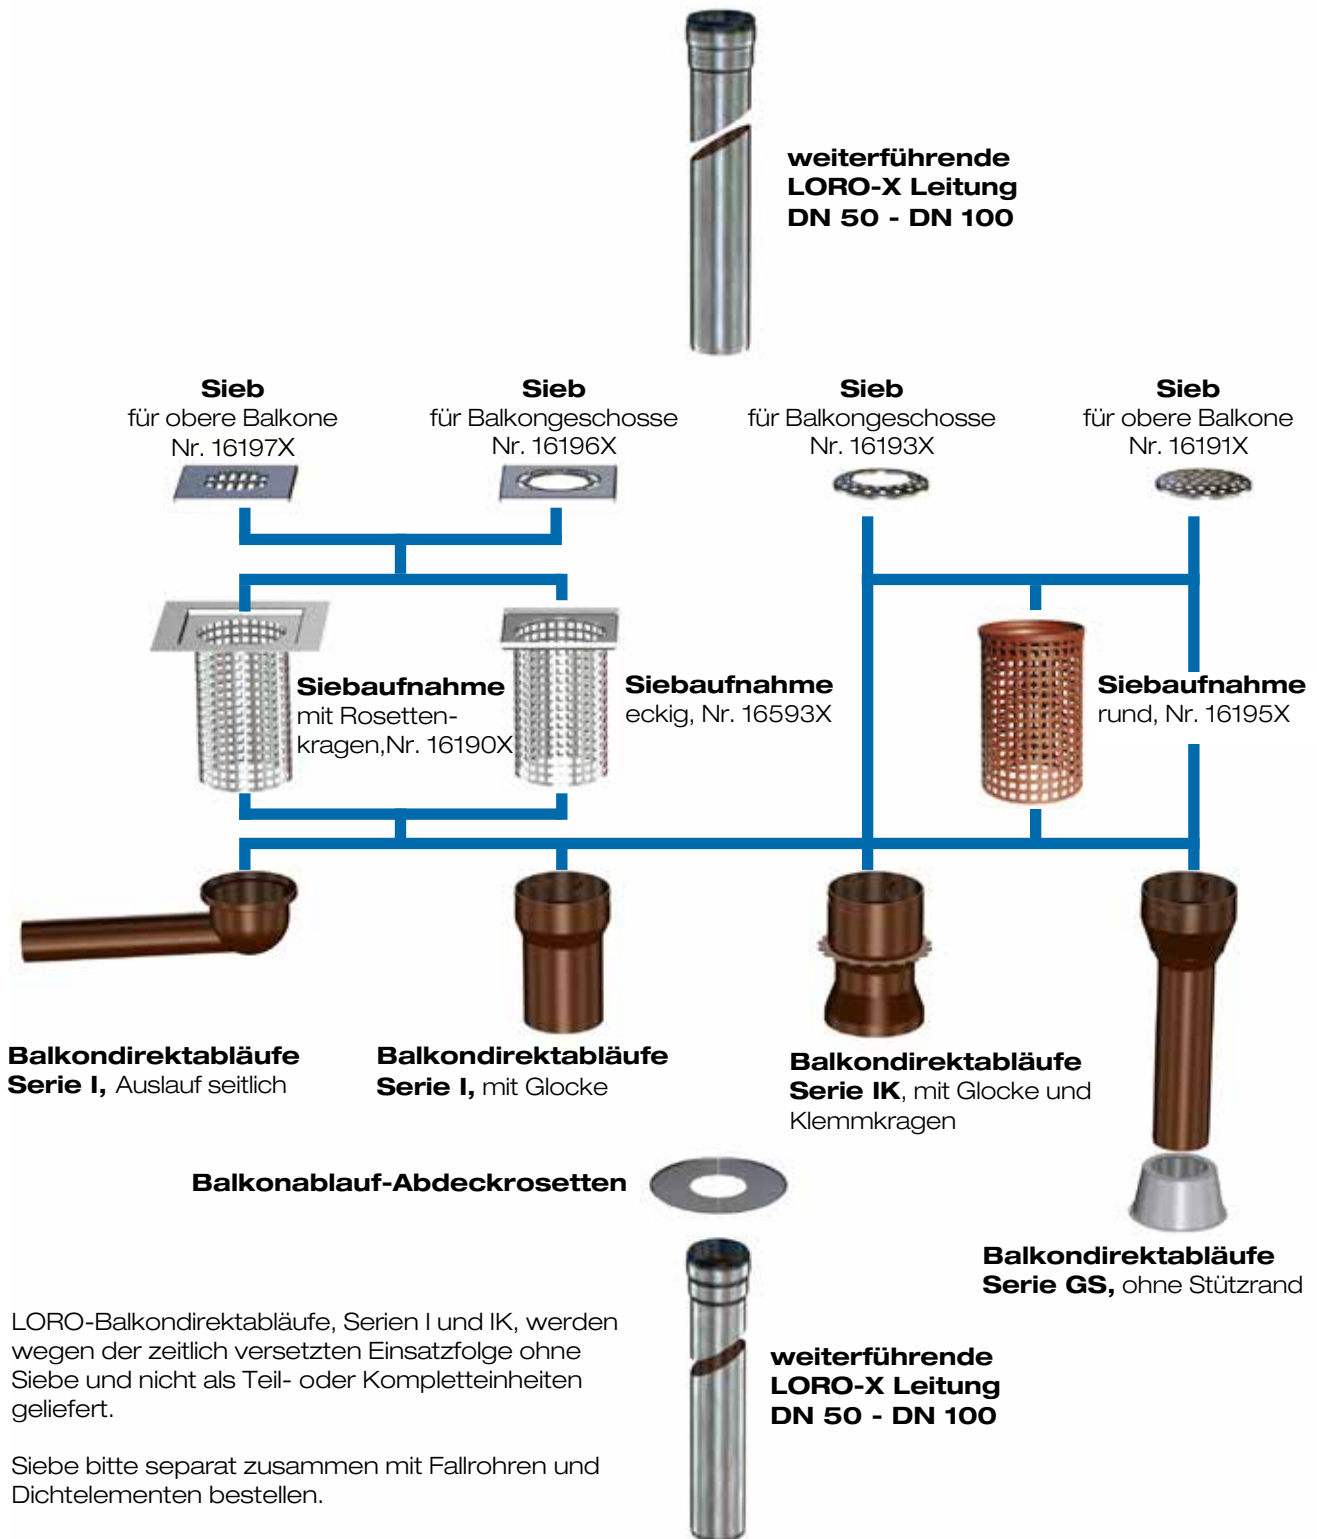 weiterführende
LORO-X Leitung
DN 50 - DN 100
Sieb
für obere Balkone
Nr. 16197X
Sieb
für Balkongeschosse
Nr. 16196X
Sieb
für Balkongeschosse
Nr. 16193X
Sieb
für obere Balkone
Nr. 16191X
Siebaufnahme
mit Rosetten-
kragen,Nr. 16190X
Siebaufnahme
eckig, Nr. 16593X
Siebaufnahme
rund, Nr. 16195X
Balkondirektabläufe
Serie I, Auslauf seitlich
Balkondirektabläufe
Serie I, mit Glocke
Balkondirektabläufe
Serie IK, mit Glocke und
Klemmkragen
Balkonablauf-Abdeckrosetten
Balkondirektabläufe
Serie GS, ohne Stützrand
LORO-Balkondirektabläufe, Serien I und IK, werden
wegen der zeitlich versetzten Einsatzfolge ohne
Siebe und nicht als Teil- oder Kompletteinheiten
geliefert.
Siebe bitte separat zusammen mit Fallrohren und
Dichtelementen bestellen.
weiterführende
LORO-X Leitung
DN 50 - DN 100